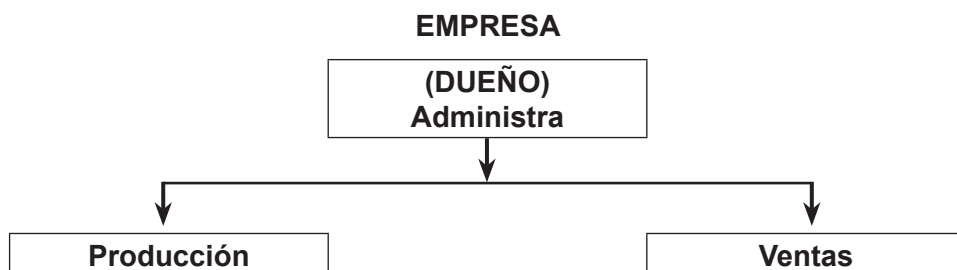 EMPRESA
(DUEÑO)
Administra
Producción
Ventas